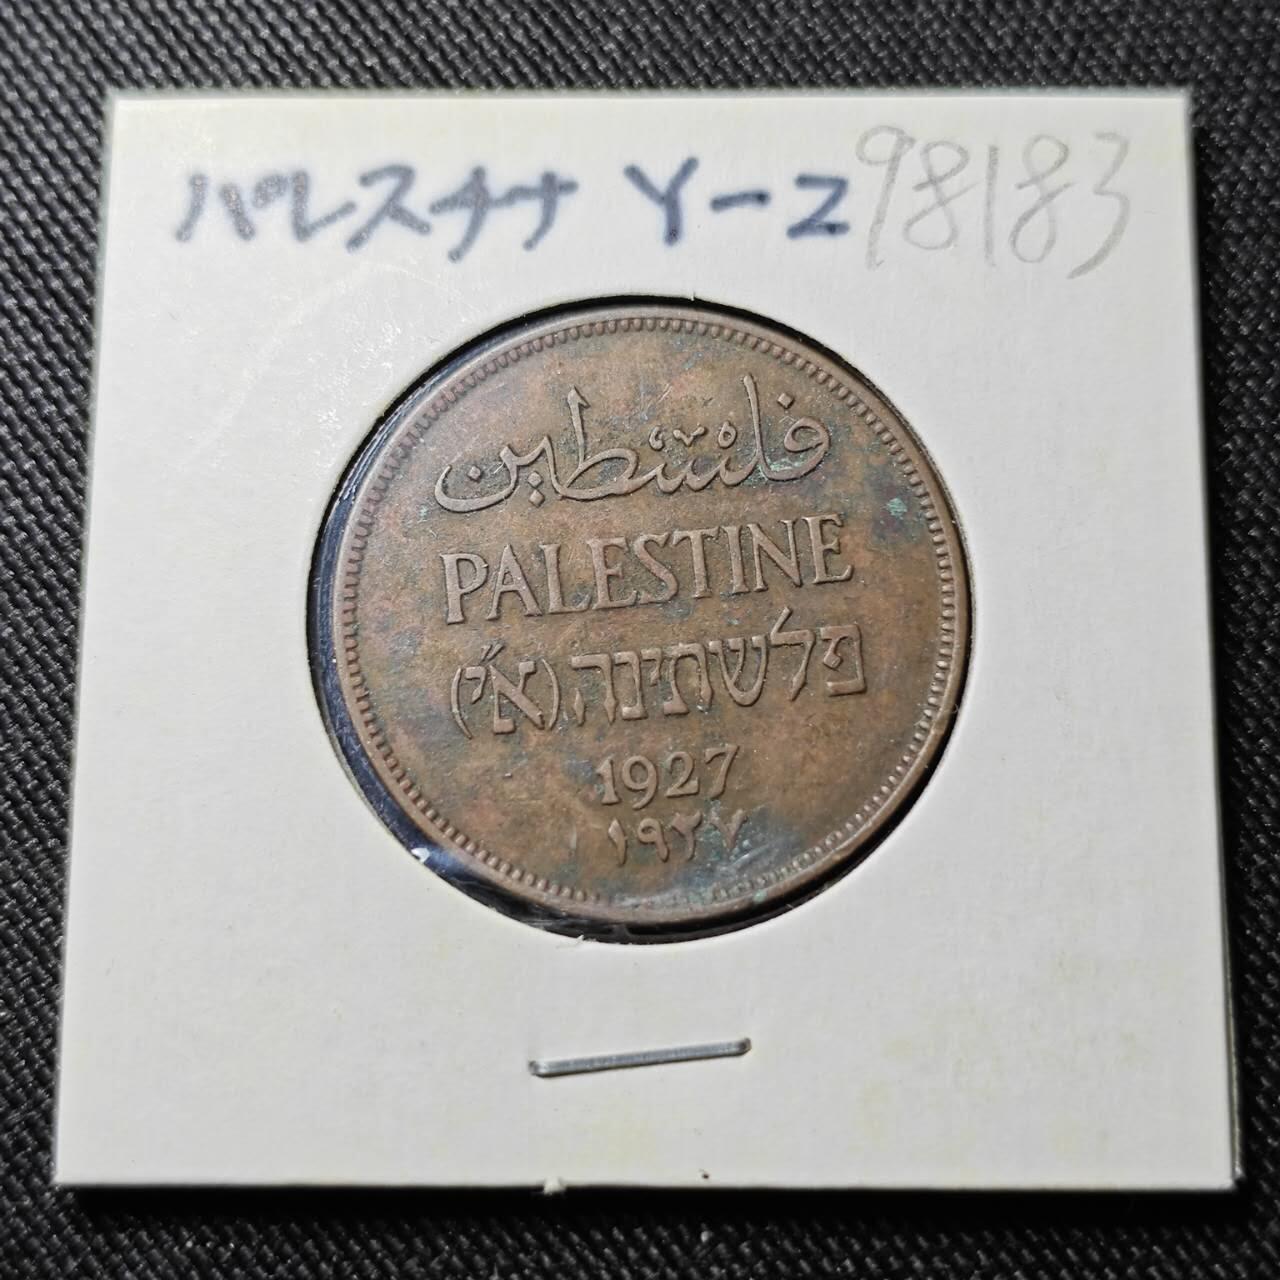 パレスチナ Y-2 98183
فلسطين
PALESTINE
פלשתינה (א״י)
1927
١٩٢٧